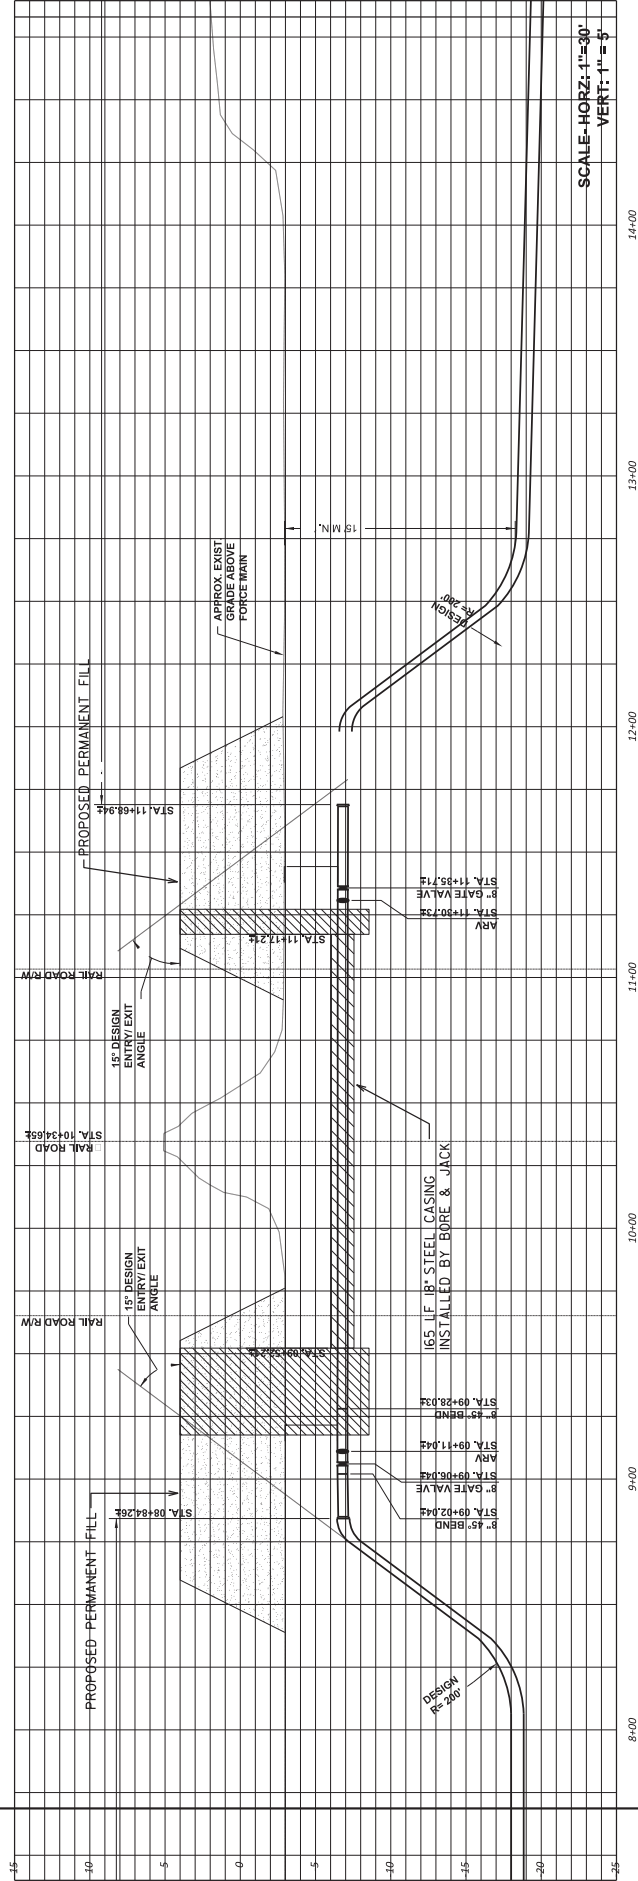 SCALE- HORZ: 1"=30'
VERT: 1" = 5'
PROPOSED PERMANENT FILL
STA. 08+84.26±
15° DESIGN
ENTRY/ EXIT
ANGLE
RAIL ROAD R/W
RAIL ROAD
STA. 10+34.65±
15° DESIGN
ENTRY/ EXIT
ANGLE
RAIL ROAD R/W
PROPOSED PERMANENT FILL
STA. 11+68.94±
APPROX. EXIST.
GRADE ABOVE
FORCE MAIN
15' MIN.
STA. 11+17.21±
DESIGN
R= 200'
8" 45° BEND
STA. 09+02.04±
8" GATE VALVE
STA. 09+06.04±
ARV
STA. 09+11.04±
8" 45° BEND
STA. 09+28.03±
165 LF 18" STEEL CASING
INSTALLED BY BORE & JACK
ARV
STA. 11+30.73±
8" GATE VALVE
STA. 11+35.71±
DESIGN
R= 200'
15
10
5
0
5
10
15
20
25
8+00
9+00
10+00
11+00
12+00
13+00
14+00